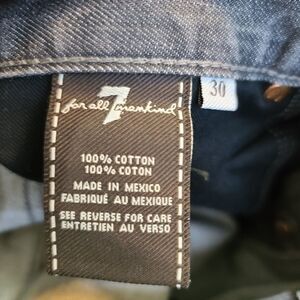 7
for all mankind
30
100% COTTON
100% COTON
MADE IN MEXICO
FABRIQUÉ AU MEXIQUE
SEE REVERSE FOR CARE
ENTRETIEN AU VERSO